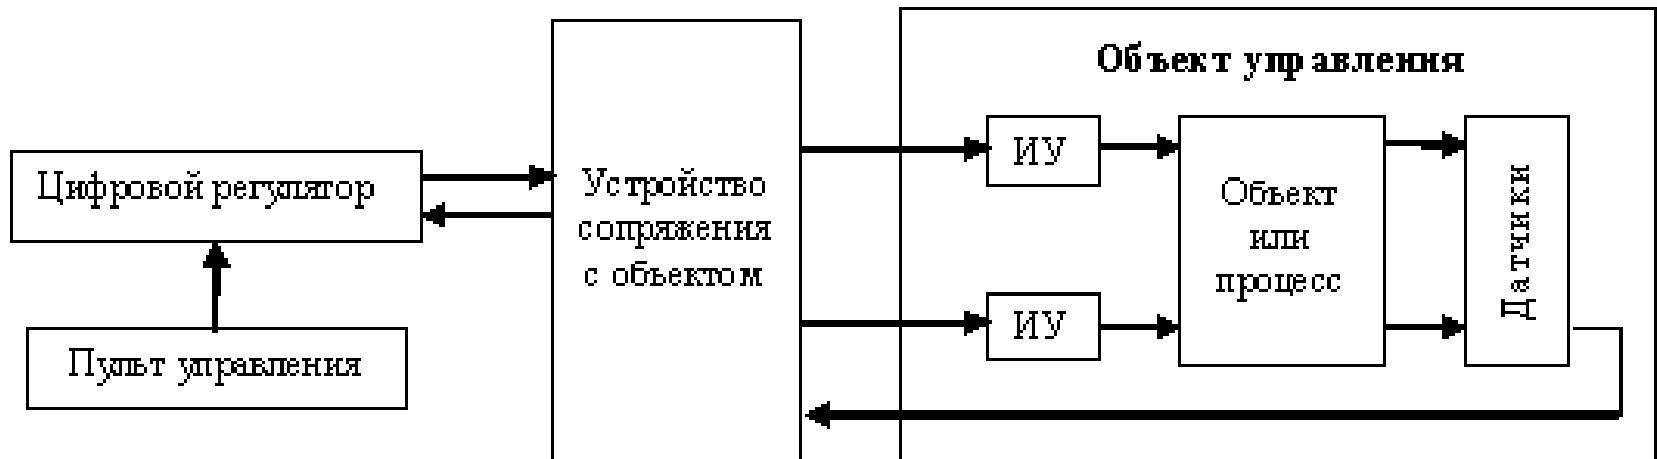 Объект управления
Цифровой регулятор
Пульт управления
Устройство
сопряжения
с объектом
ИУ
ИУ
Объект
или
процесс
Датчики